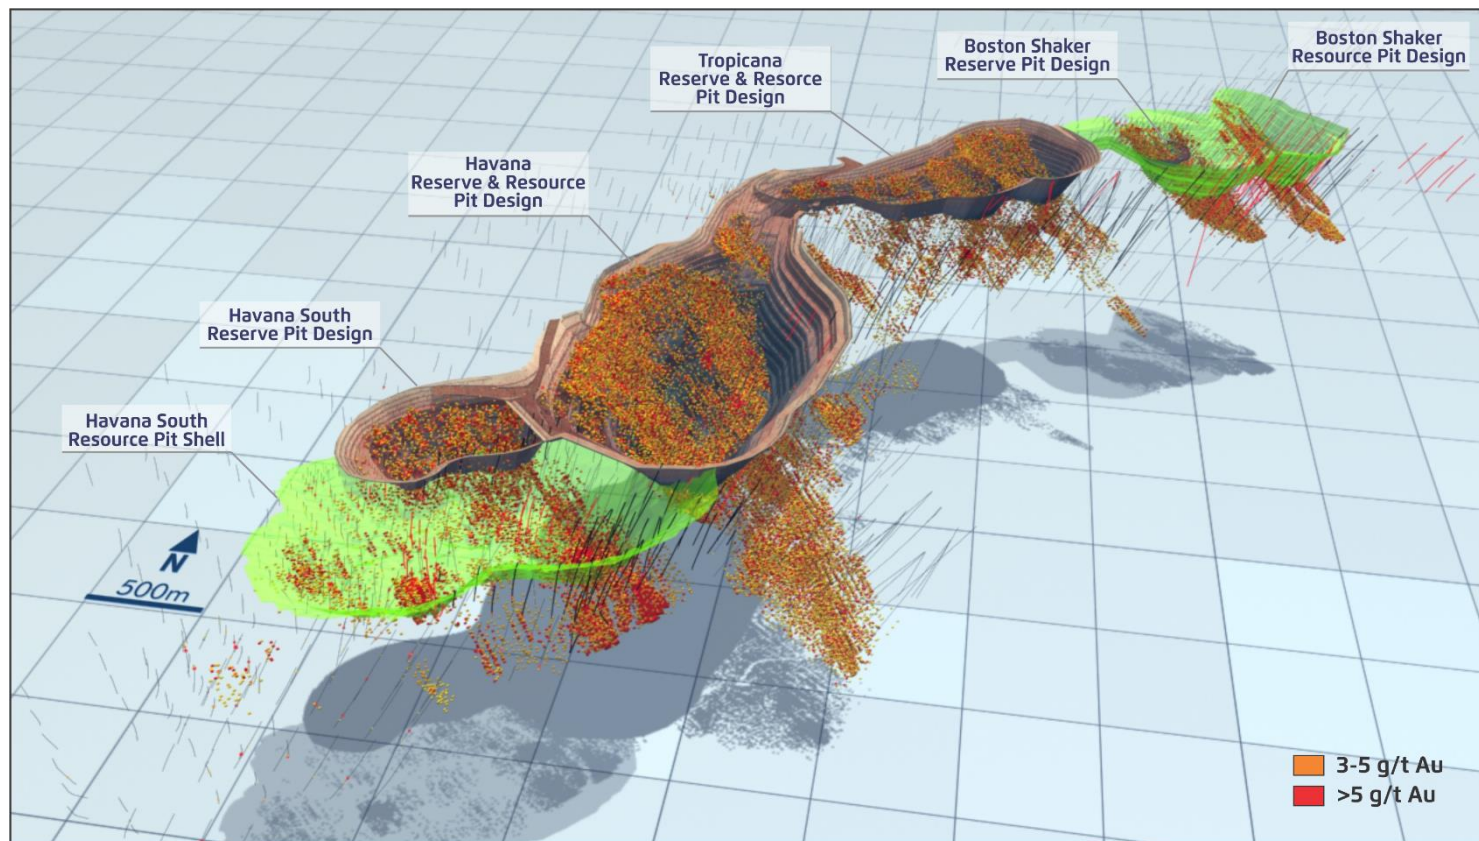 Boston Shaker
Resource Pit Design
Boston Shaker
Reserve Pit Design
Tropicana
Reserve & Resorce
Pit Design
Havana
Reserve & Resource
Pit Design
Havana South
Reserve Pit Design
Havana South
Resource Pit Shell
N
500m
3-5 g/t Au
>5 g/t Au